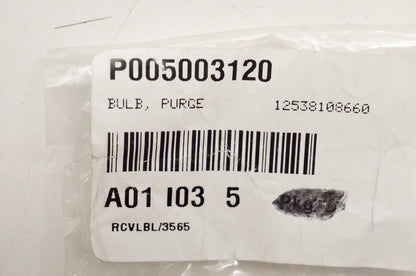 P005003120
BULB, PURGE 12538108660
A01 I03 5
RCVLBL/3565